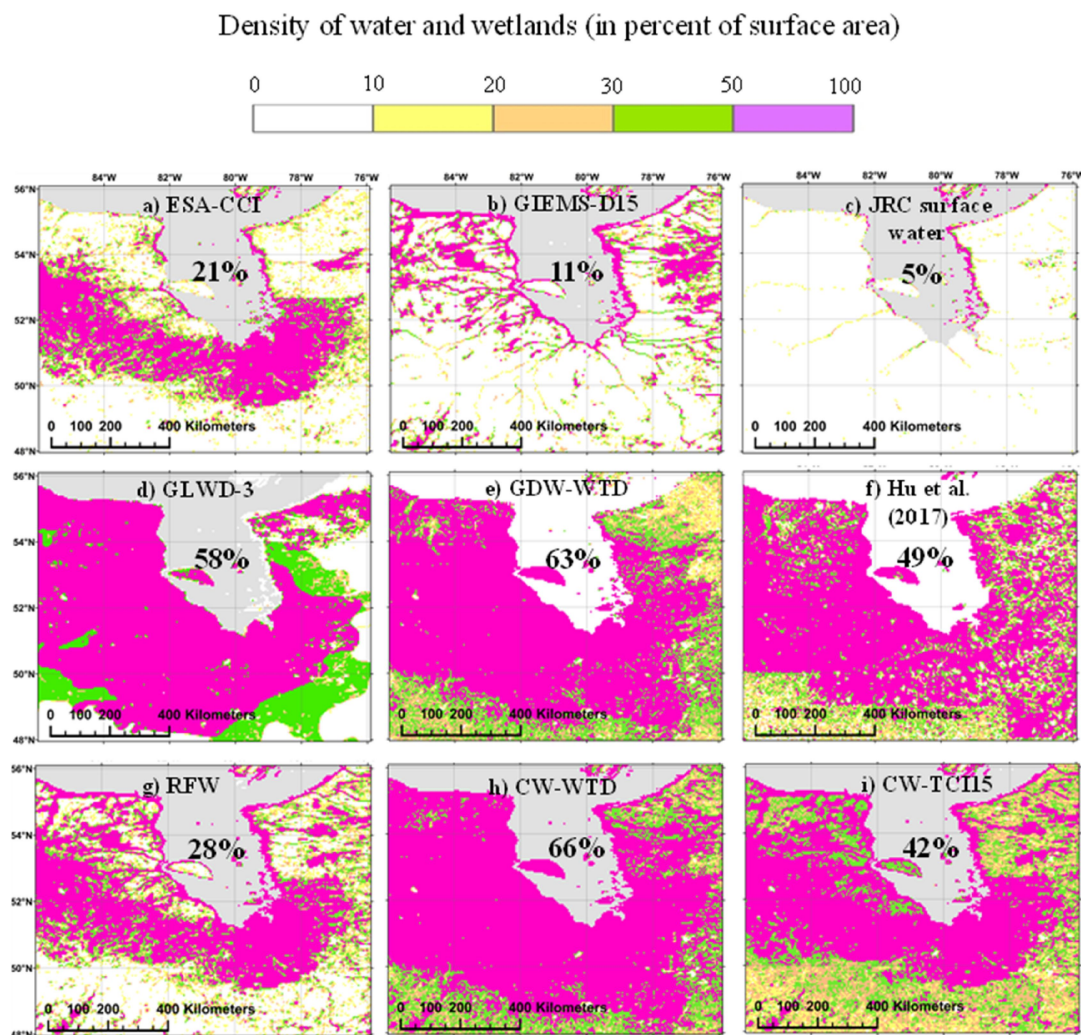 Density of water and wetlands (in percent of surface area)
0 10 20 30 50 100
84°W 82°W 80°W 78°W 76°W 84°W 82°W 80°W 78°W 76°W 84°W 82°W 80°W 78°W 76°W
56°N
54°N
52°N
50°N
48°N
a) ESA-CCI
21%
0 100 200 400 Kilometers
b) GIEMS-D15
11%
0 100 200 400 Kilometers
c) JRC surface
water
5%
0 100 200 400 Kilometers
56°N
54°N
52°N
50°N
48°N
d) GLWD-3
58%
0 100 200 400 Kilometers
e) GDW-WTD
63%
0 100 200 400 Kilometers
f) Hu et al.
(2017)
49%
0 100 200 400 Kilometers
56°N
54°N
52°N
50°N
48°N
g) RFW
28%
0 100 200 400 Kilometers
h) CW-WTD
66%
0 100 200 400 Kilometers
i) CW-TCI15
42%
0 100 200 400 Kilometers